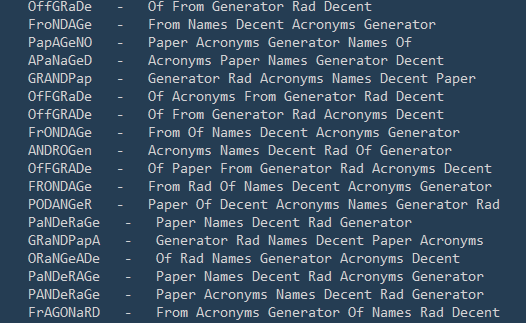 OffGRaDe - Of From Generator Rad Decent
FroNDAGe - From Names Decent Acronyms Generator
PapAGeNO - Paper Acronyms Generator Names Of
APaNaGeD - Acronyms Paper Names Generator Decent
GRANDPap - Generator Rad Acronyms Names Decent Paper
OfFGRaDe - Of Acronyms From Generator Rad Decent
OffGRADe - Of From Generator Rad Acronyms Decent
FrONDAGe - From Of Names Decent Acronyms Generator
ANDROGen - Acronyms Names Decent Rad Of Generator
OfFGRADe - Of Paper From Generator Rad Acronyms Decent
FRONDAGe - From Rad Of Names Decent Acronyms Generator
PODANGeR - Paper Of Decent Acronyms Names Generator Rad
PaNDeRaGe - Paper Names Decent Rad Generator
GRaNDPapA - Generator Rad Names Decent Paper Acronyms
ORaNGeADe - Of Rad Names Generator Acronyms Decent
PaNDeRAGe - Paper Names Decent Rad Acronyms Generator
PANDeRaGe - Paper Acronyms Names Decent Rad Generator
FrAGONaRD - From Acronyms Generator Of Names Rad Decent